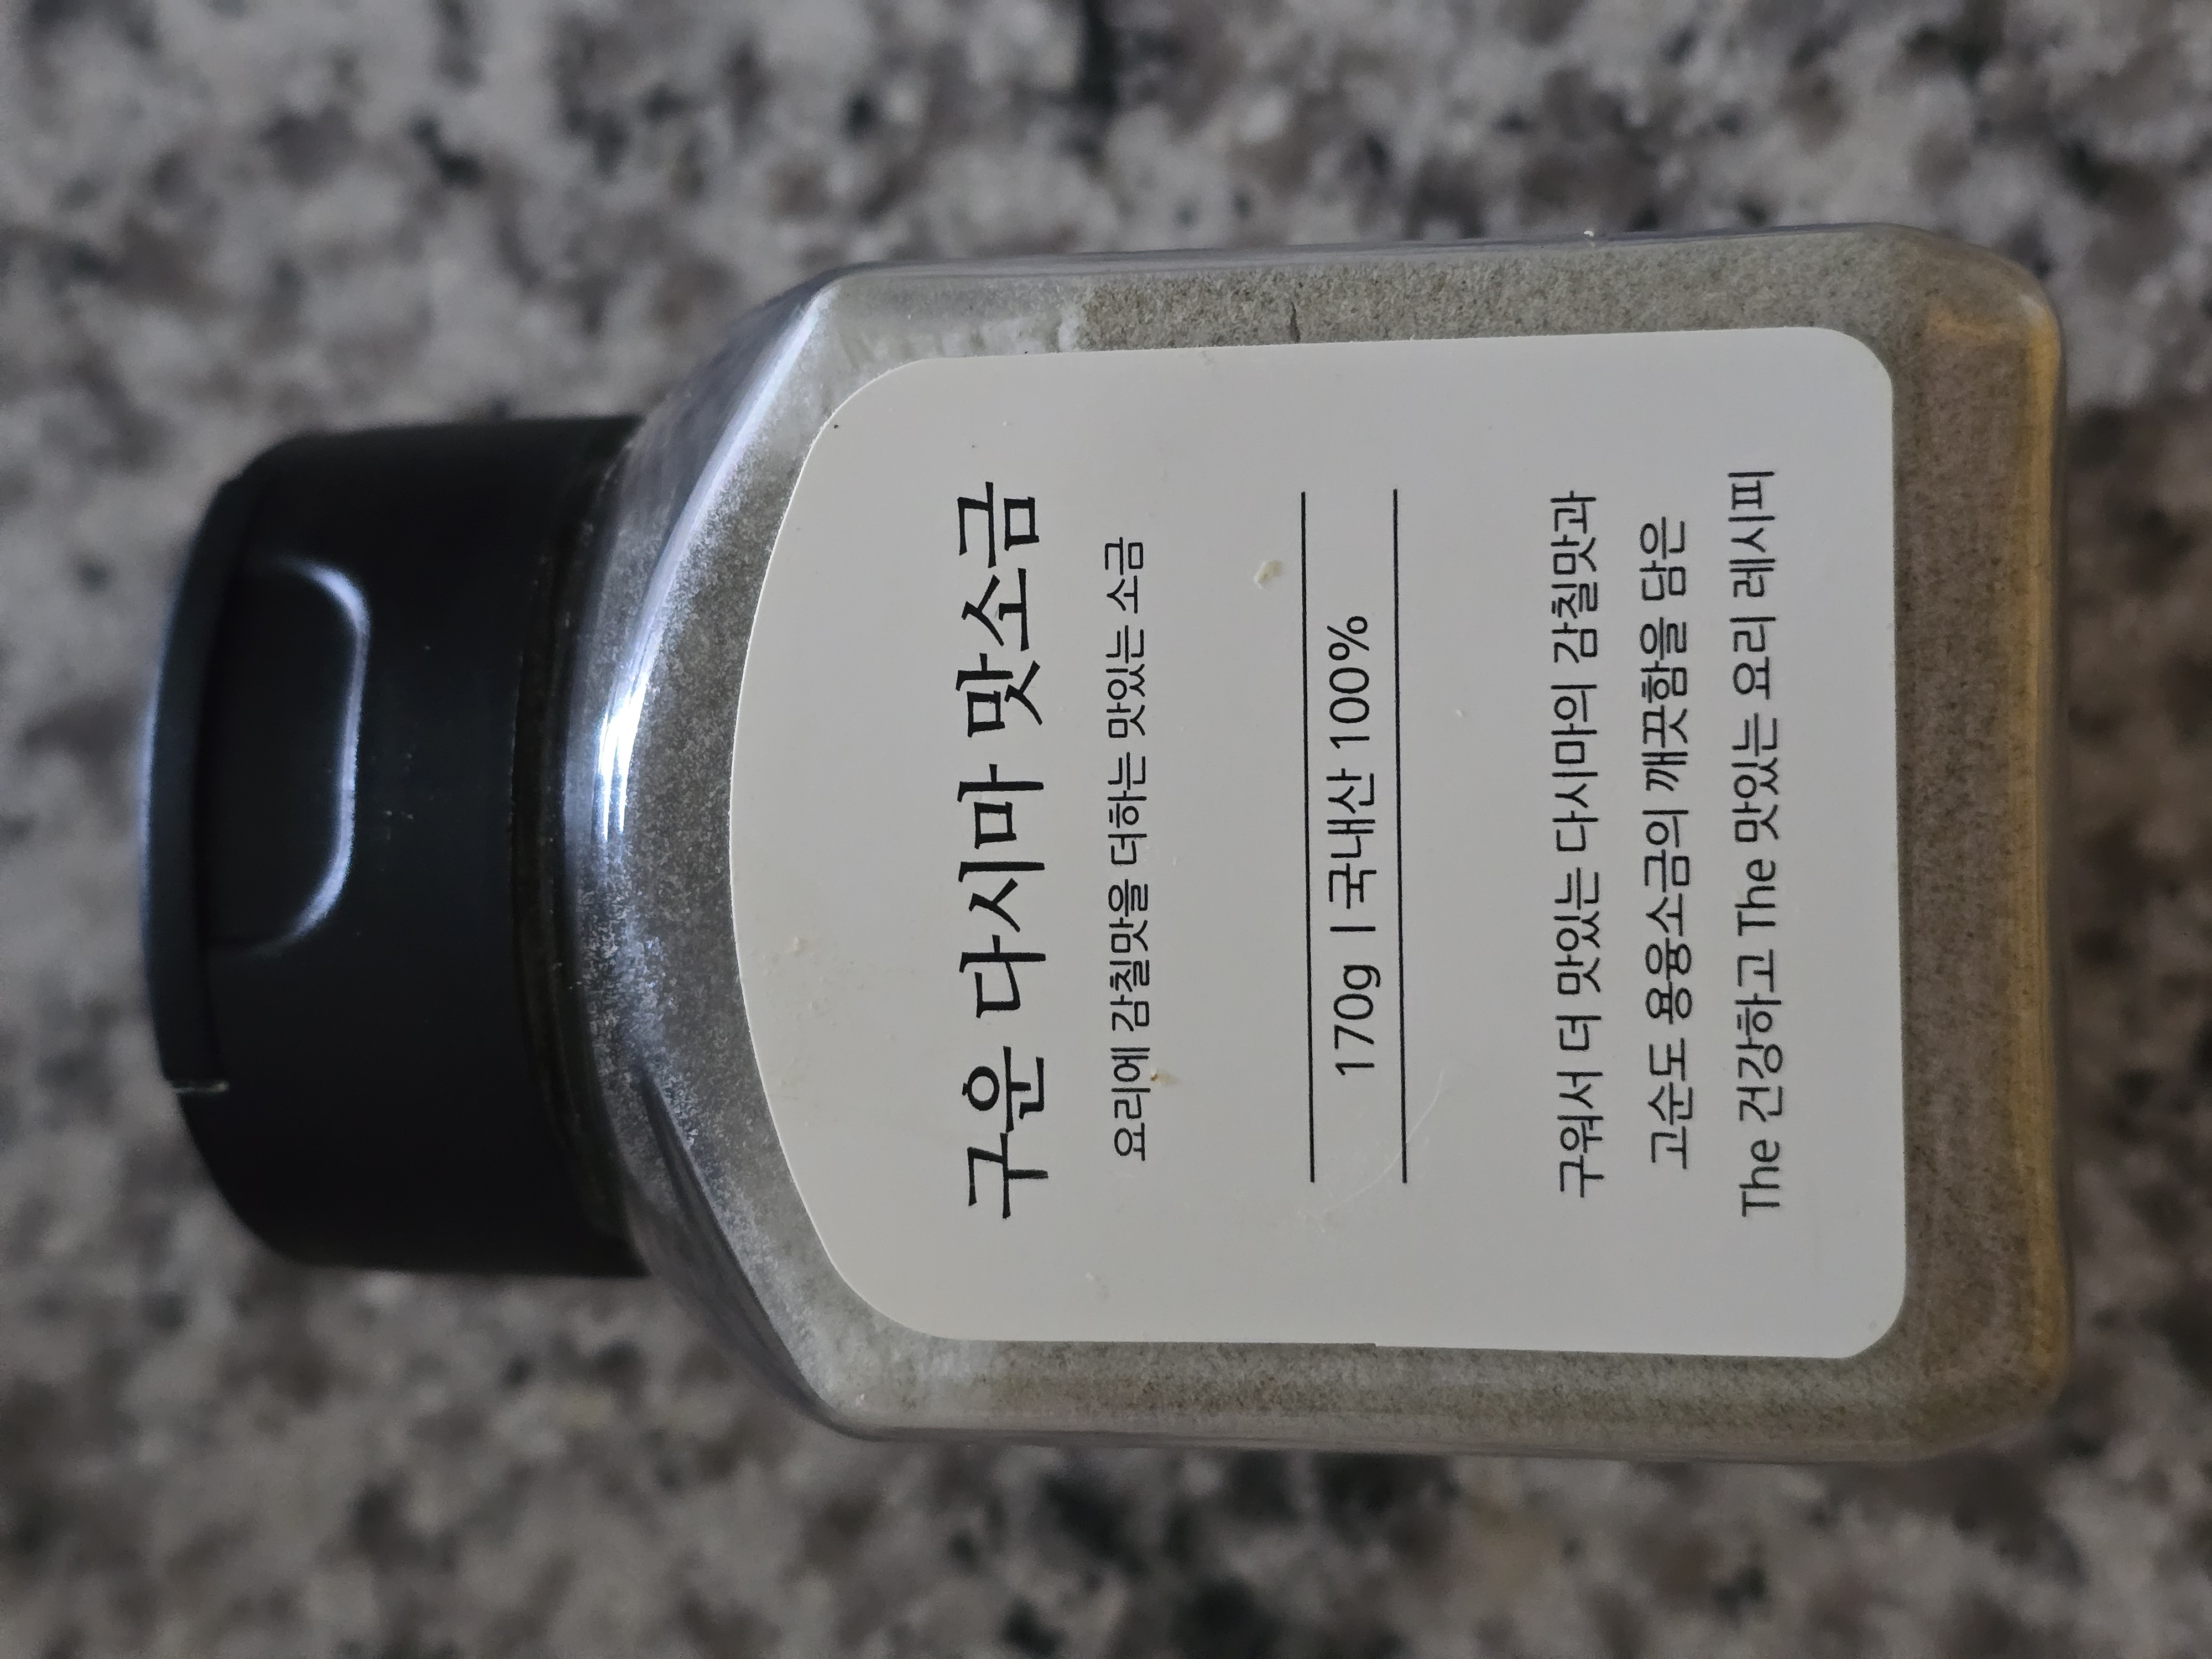 구운 다시마 맛소금
요리에 감칠맛을 더하는 맛있는 소금
170g | 국내산 100%
구워서 더 맛있는 다시마의 감칠맛과
고순도 용융소금의 깨끗함을 담은
The 건강하고 The 맛있는 요리 레시피